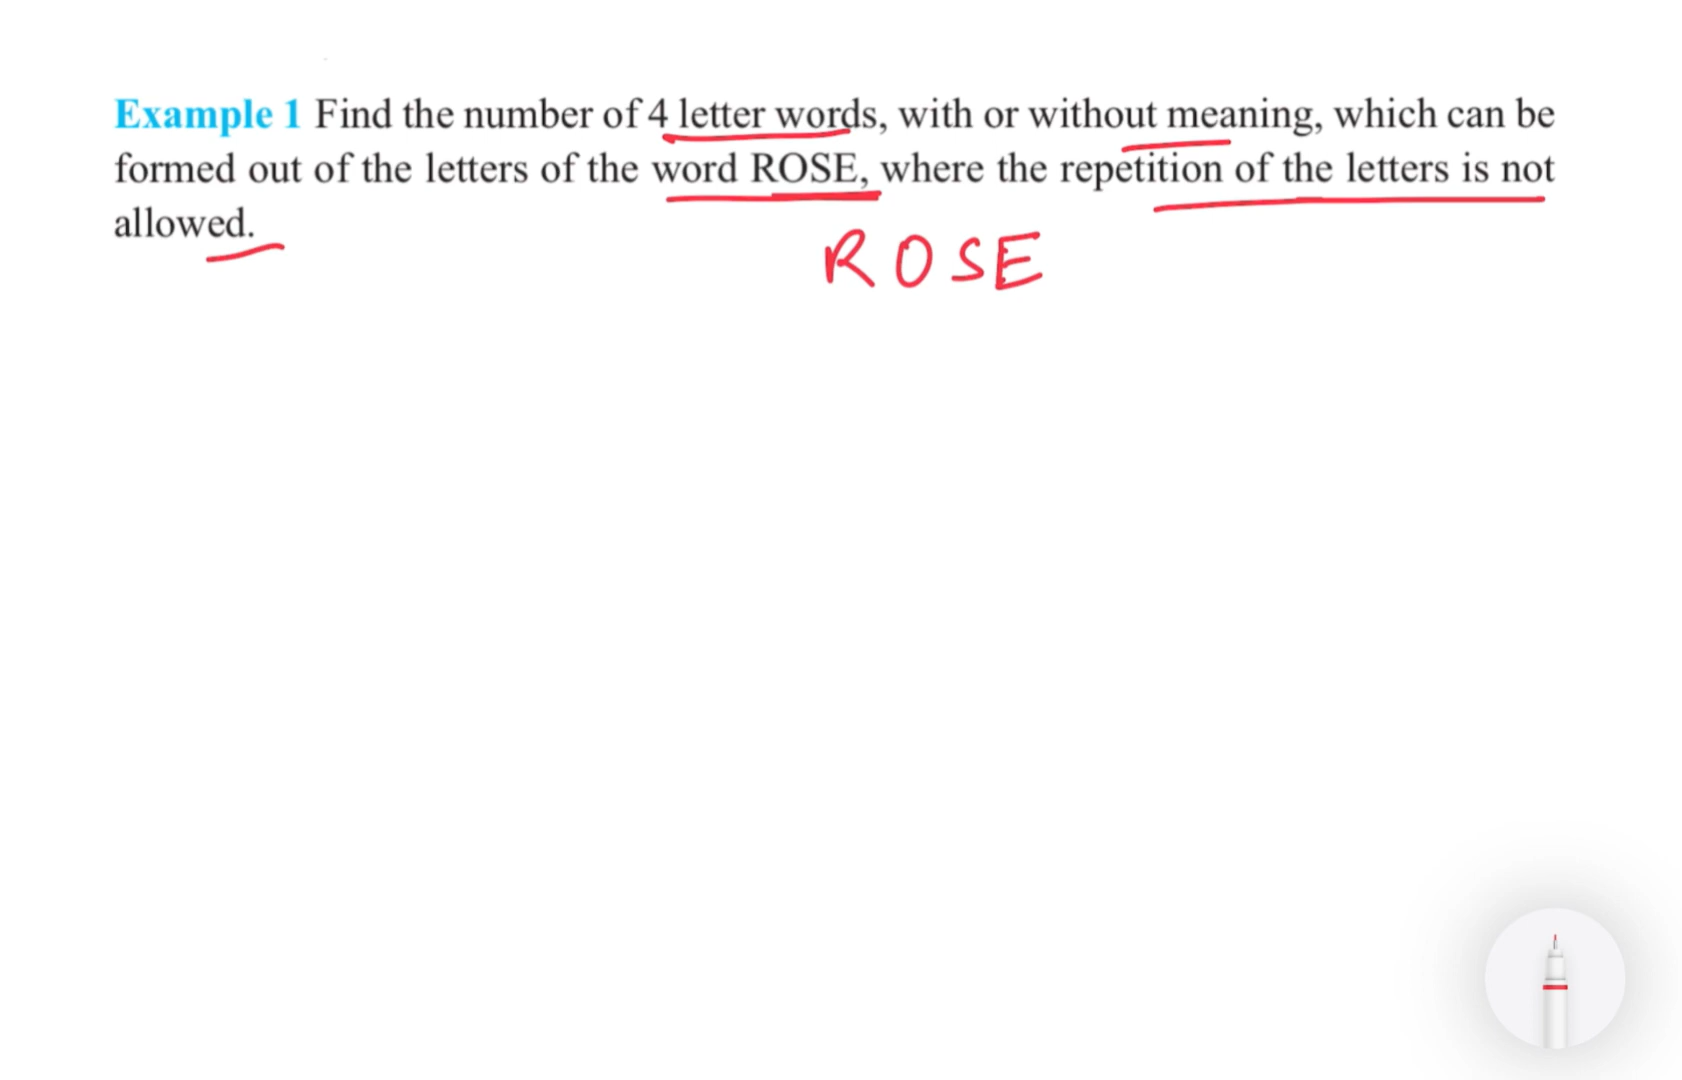 Example 1 Find the number of 4 letter words, with or without meaning, which can be
formed out of the letters of the word ROSE, where the repetition of the letters is not
allowed.
ROSE